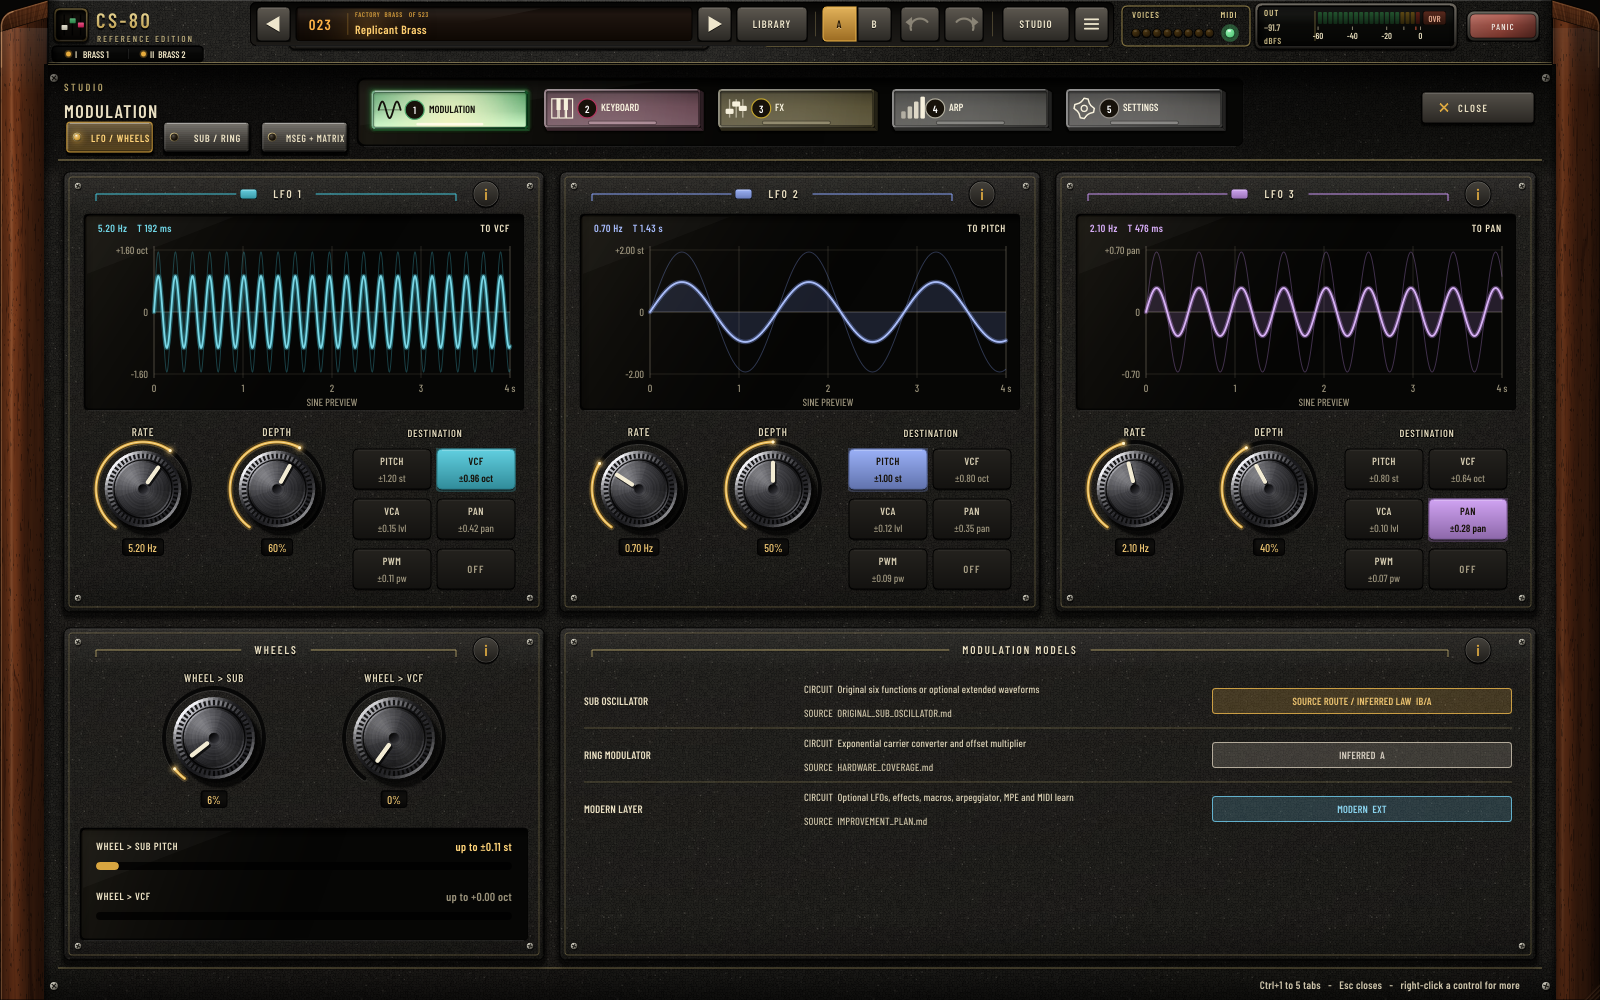 CS-80
REFERENCE EDITION
I BRASS 1
II BRASS 2
023
FACTORY BRASS OF 523
Replicant Brass
LIBRARY
A
B
STUDIO
VOICES
MIDI
OUT
-91.7
dBFS
-60
-40
-20
0
OVR
PANIC
STUDIO
MODULATION
LFO / WHEELS
SUB / RING
MSEG + MATRIX
1 MODULATION
2 KEYBOARD
3 FX
4 ARP
5 SETTINGS
CLOSE
LFO 1
i
5.20 Hz T 192 ms
TO VCF
+1.60 oct
0
-1.60
0 1 2 3 4 s
SINE PREVIEW
RATE
5.20 Hz
DEPTH
60%
DESTINATION
PITCH
±1.20 st
VCF
±0.96 oct
VCA
±0.15 lvl
PAN
±0.42 pan
PWM
±0.11 pw
OFF
LFO 2
i
0.70 Hz T 1.43 s
TO PITCH
+2.00 st
0
-2.00
0 1 2 3 4 s
SINE PREVIEW
RATE
0.70 Hz
DEPTH
50%
DESTINATION
PITCH
±1.00 st
VCF
±0.80 oct
VCA
±0.12 lvl
PAN
±0.35 pan
PWM
±0.09 pw
OFF
LFO 3
i
2.10 Hz T 476 ms
TO PAN
+0.70 pan
0
-0.70
0 1 2 3 4 s
SINE PREVIEW
RATE
2.10 Hz
DEPTH
40%
DESTINATION
PITCH
±0.80 st
VCF
±0.64 oct
VCA
±0.10 lvl
PAN
±0.28 pan
PWM
±0.07 pw
OFF
WHEELS
i
WHEEL > SUB
6%
WHEEL > VCF
0%
WHEEL > SUB PITCH
up to ±0.11 st
WHEEL > VCF
up to +0.00 oct
MODULATION MODELS
i
SUB OSCILLATOR
CIRCUIT Original six functions or optional extended waveforms
SOURCE ORIGINAL_SUB_OSCILLATOR.md
SOURCE ROUTE / INFERRED LAW IB/A
RING MODULATOR
CIRCUIT Exponential carrier converter and offset multiplier
SOURCE HARDWARE_COVERAGE.md
INFERRED A
MODERN LAYER
CIRCUIT Optional LFOs, effects, macros, arpeggiator, MPE and MIDI learn
SOURCE IMPROVEMENT_PLAN.md
MODERN EXT
Ctrl+1 to 5 tabs - Esc closes - right-click a control for more